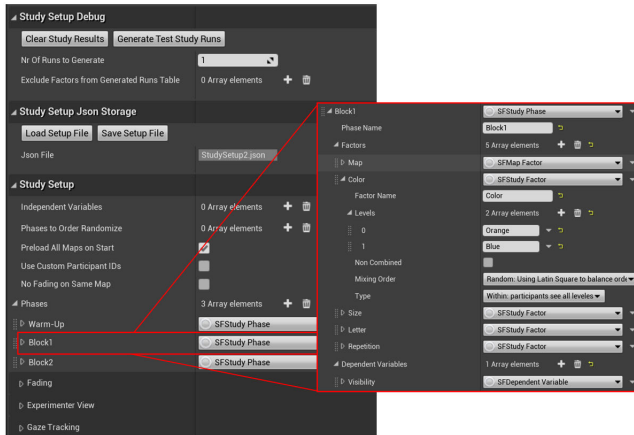 Study Setup Debug
Clear Study Results Generate Test Study Runs
Nr Of Runs to Generate 1
Exclude Factors from Generated Runs Table 0 Array elements
Study Setup Json Storage
Load Setup File Save Setup File
Json File StudySetup2.json
Study Setup
Independent Variables 0 Array elements
Phases to Order Randomize 0 Array elements
Preload All Maps on Start
Use Custom Participant IDs
No Fading on Same Map
Phases 3 Array elements
Warm-Up SFStudy Phase
Block1 SFStudy Phase
Block2 SFStudy Phase
Fading
Experimenter View
Gaze Tracking
Block1 SFStudy Phase
Phase Name Block1
Factors 5 Array elements
Map SFMap Factor
Color SFStudy Factor
Factor Name Color
Levels 2 Array elements
0 Orange
1 Blue
Non Combined
Mixing Order Random: Using Latin Square to balance orde
Type Within: participants see all leveles
Size SFStudy Factor
Letter SFStudy Factor
Repetition SFStudy Factor
Dependent Variables 1 Array elements
Visibility SFDependent Variable